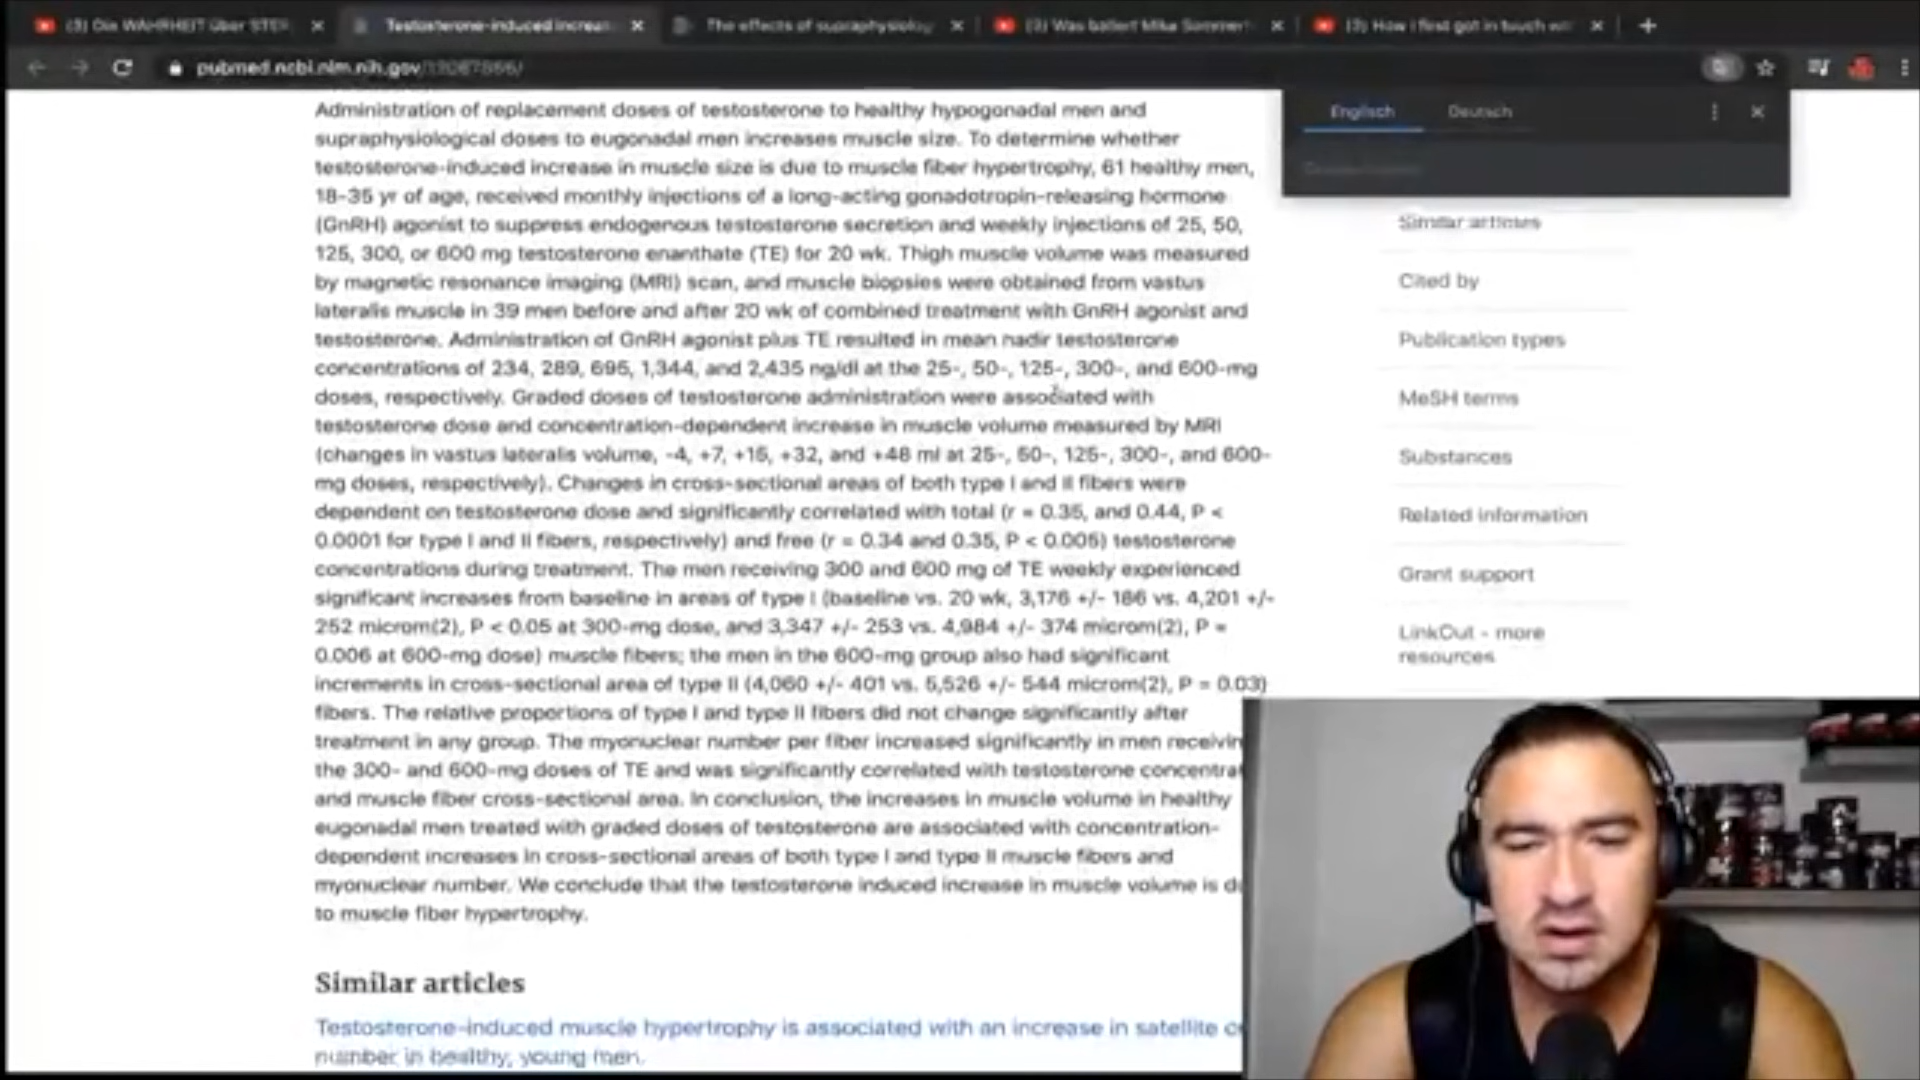 (3) Die WAHRHEIT über STE
Testosterone-induced increa
The effects of supraphysiolog
(3) Was ballert Mike Sommer
(3) How I first got in touch wi
pubmed.ncbi.nlm.nih.gov
Englisch
Deutsch
Administration of replacement doses of testosterone to healthy hypogonadal men and
supraphysiological doses to eugonadal men increases muscle size. To determine whether
testosterone-induced increase in muscle size is due to muscle fiber hypertrophy, 61 healthy men,
18-35 yr of age, received monthly injections of a long-acting gonadotropin-releasing hormone
(GnRH) agonist to suppress endogenous testosterone secretion and weekly injections of 25, 50,
125, 300, or 600 mg testosterone enanthate (TE) for 20 wk. Thigh muscle volume was measured
by magnetic resonance imaging (MRI) scan, and muscle biopsies were obtained from vastus
lateralis muscle in 39 men before and after 20 wk of combined treatment with GnRH agonist and
testosterone. Administration of GnRH agonist plus TE resulted in mean nadir testosterone
concentrations of 234, 289, 695, 1,344, and 2,435 ng/dl at the 25-, 50-, 125-, 300-, and 600-mg
doses, respectively. Graded doses of testosterone administration were associated with
testosterone dose and concentration-dependent increase in muscle volume measured by MRI
(changes in vastus lateralis volume, -4, +7, +15, +32, and +48 ml at 25-, 50-, 125-, 300-, and 600-
mg doses, respectively). Changes in cross-sectional areas of both type I and II fibers were
dependent on testosterone dose and significantly correlated with total (r = 0.35, and 0.44, P <
0.0001 for type I and II fibers, respectively) and free (r = 0.34 and 0.35, P < 0.005) testosterone
concentrations during treatment. The men receiving 300 and 600 mg of TE weekly experienced
significant increases from baseline in areas of type I (baseline vs. 20 wk, 3,176 +/- 186 vs. 4,201 +/-
252 microm(2), P < 0.05 at 300-mg dose, and 3,347 +/- 253 vs. 4,984 +/- 374 microm(2), P =
0.006 at 600-mg dose) muscle fibers; the men in the 600-mg group also had significant
increments in cross-sectional area of type II (4,060 +/- 401 vs. 5,526 +/- 544 microm(2), P = 0.03)
fibers. The relative proportions of type I and type II fibers did not change significantly after
treatment in any group. The myonuclear number per fiber increased significantly in men receivin
the 300- and 600-mg doses of TE and was significantly correlated with testosterone concentra
and muscle fiber cross-sectional area. In conclusion, the increases in muscle volume in healthy
eugonadal men treated with graded doses of testosterone are associated with concentration-
dependent increases in cross-sectional areas of both type I and type II muscle fibers and
myonuclear number. We conclude that the testosterone induced increase in muscle volume is d
to muscle fiber hypertrophy.
Similar articles
Testosterone-induced muscle hypertrophy is associated with an increase in satellite c
number in healthy, young men.
Similar articles
Cited by
Publication types
MeSH terms
Substances
Related information
Grant support
LinkOut - more
resources